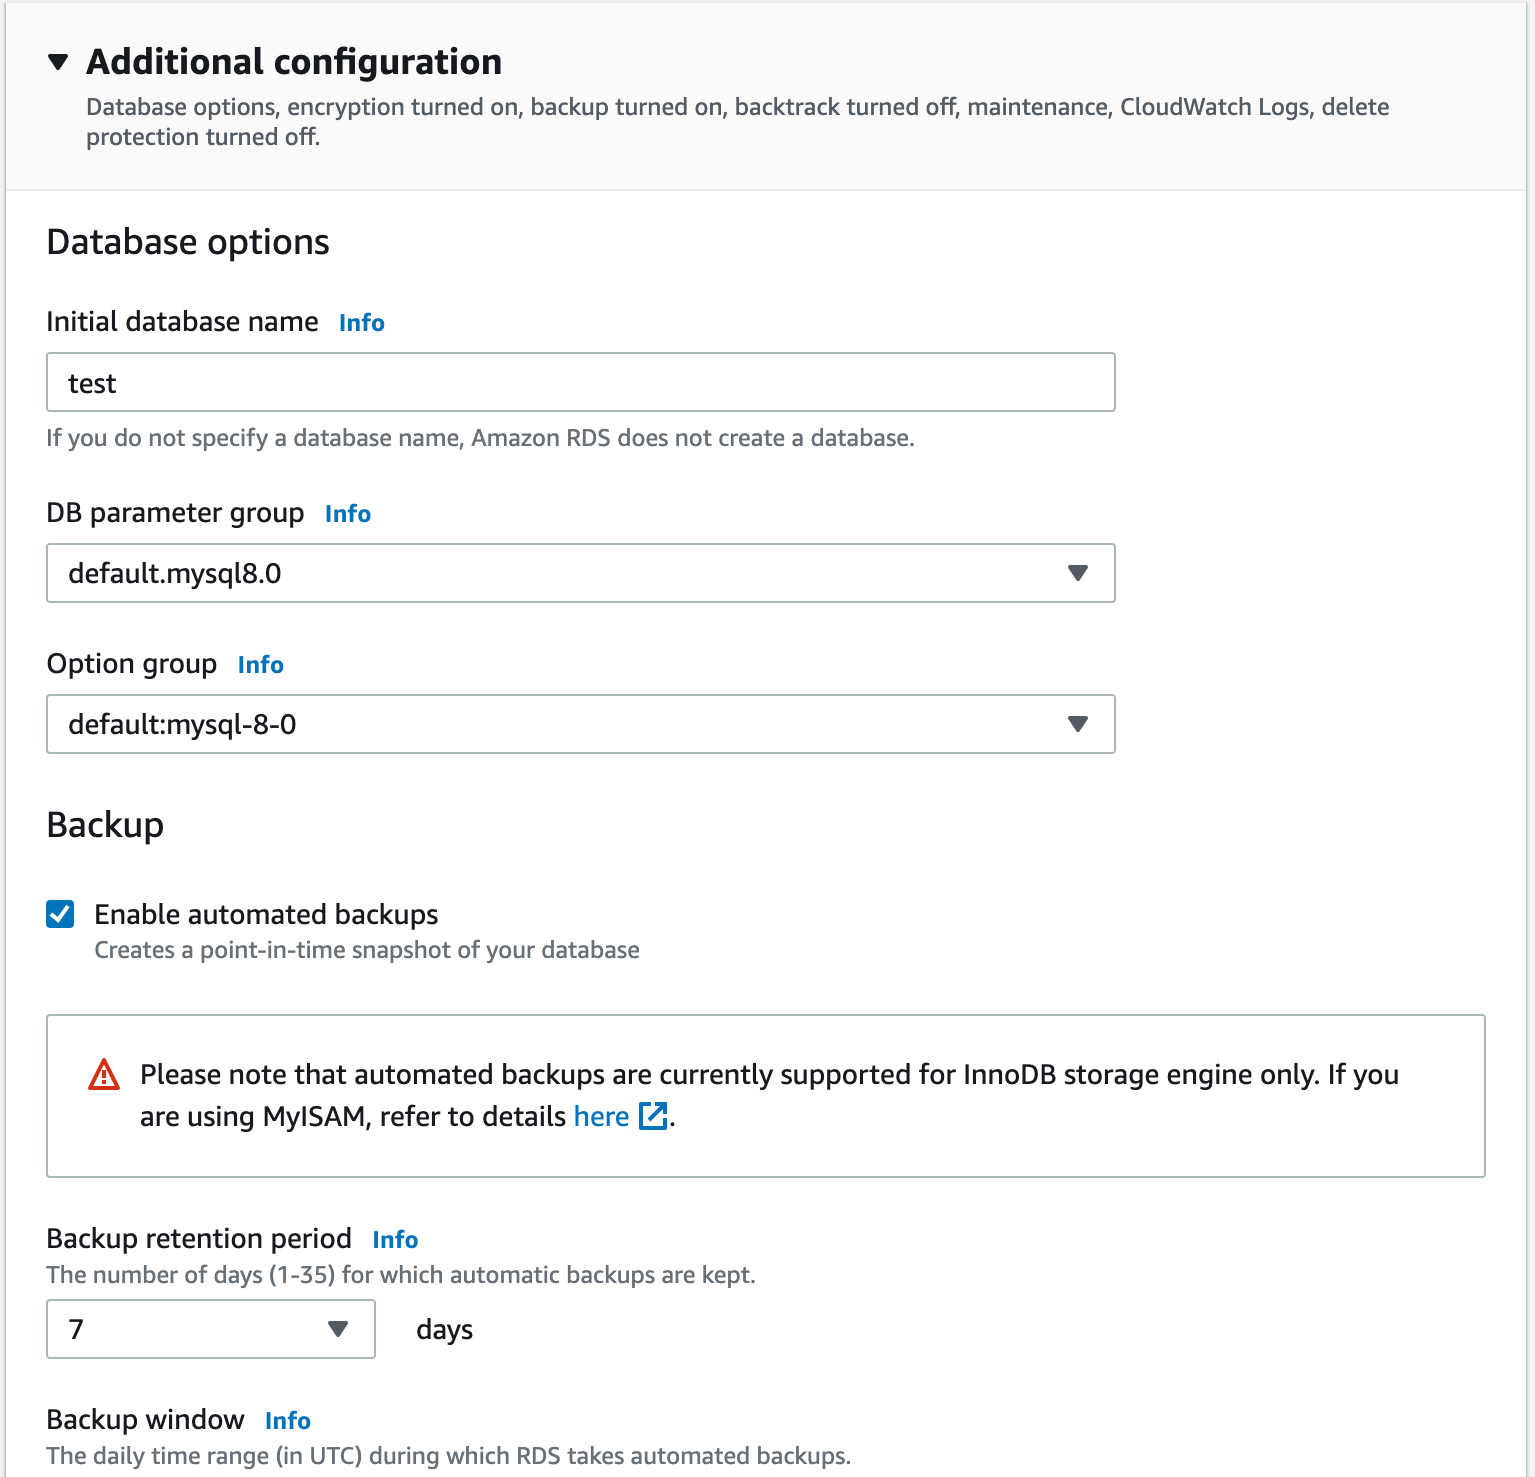 Additional configuration
Database options, encryption turned on, backup turned on, backtrack turned off, maintenance, CloudWatch Logs, delete
protection turned off.
Database options
Initial database name Info
test
If you do not specify a database name, Amazon RDS does not create a database.
DB parameter group Info
default.mysql8.0
Option group Info
default:mysql-8-0
Backup
Enable automated backups
Creates a point-in-time snapshot of your database
Please note that automated backups are currently supported for InnoDB storage engine only. If you
are using MyISAM, refer to details here .
Backup retention period Info
The number of days (1-35) for which automatic backups are kept.
7 days
Backup window Info
The daily time range (in UTC) during which RDS takes automated backups.